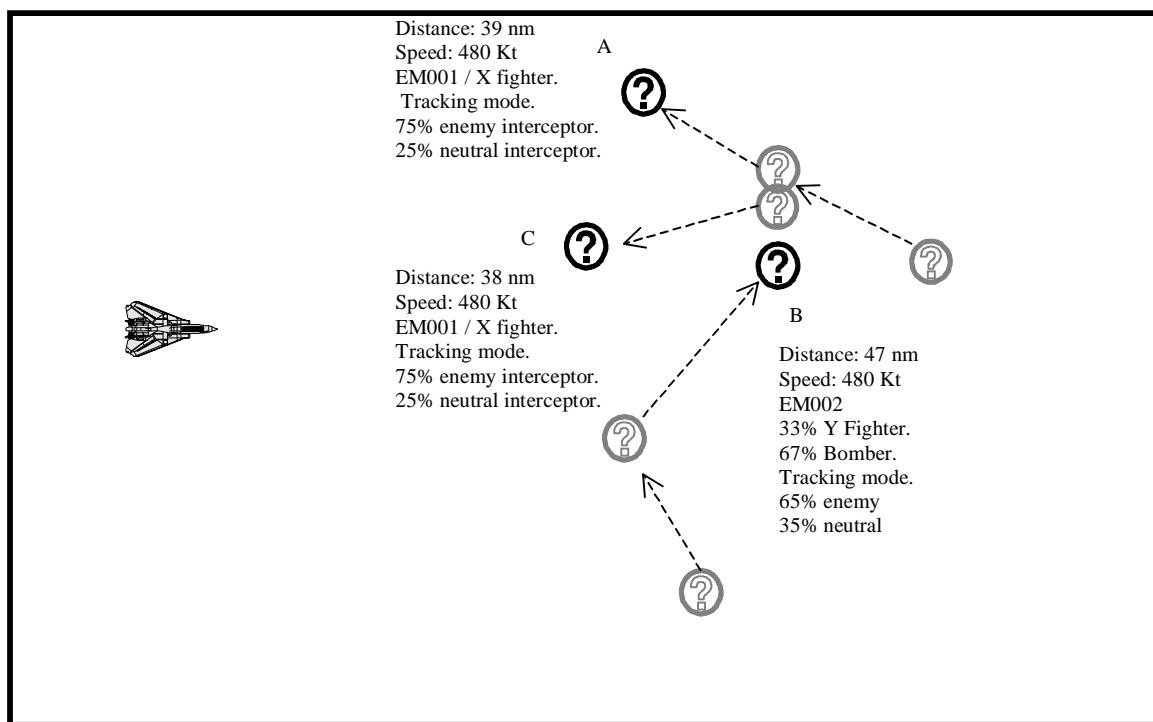 Distance: 39 nm
Speed: 480 Kt
EM001 / X fighter.
Tracking mode.
75% enemy interceptor.
25% neutral interceptor.
A
?
?
?
C
?
?
?
Distance: 38 nm
Speed: 480 Kt
EM001 / X fighter.
Tracking mode.
75% enemy interceptor.
25% neutral interceptor.
B
Distance: 47 nm
Speed: 480 Kt
EM002
33% Y Fighter.
67% Bomber.
Tracking mode.
65% enemy
35% neutral
?
?